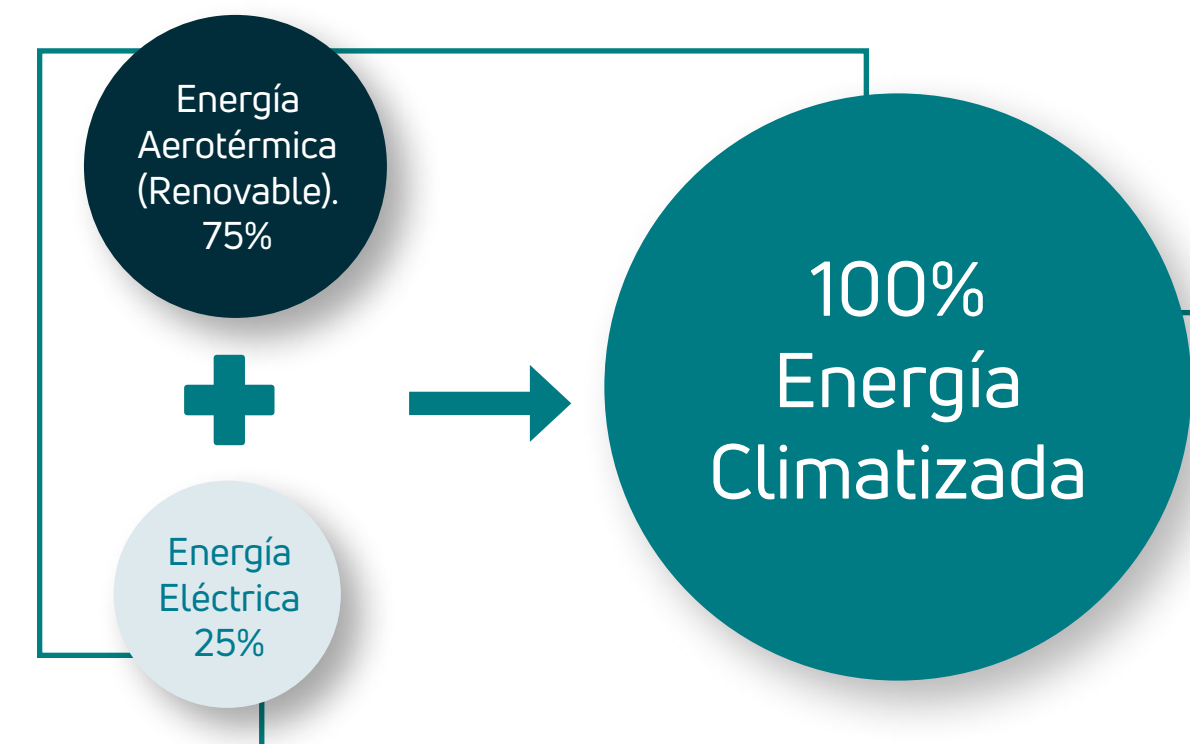 Energía
Aerotérmica
(Renovable).
75%
Energía
Eléctrica
25%
100%
Energía
Climatizada